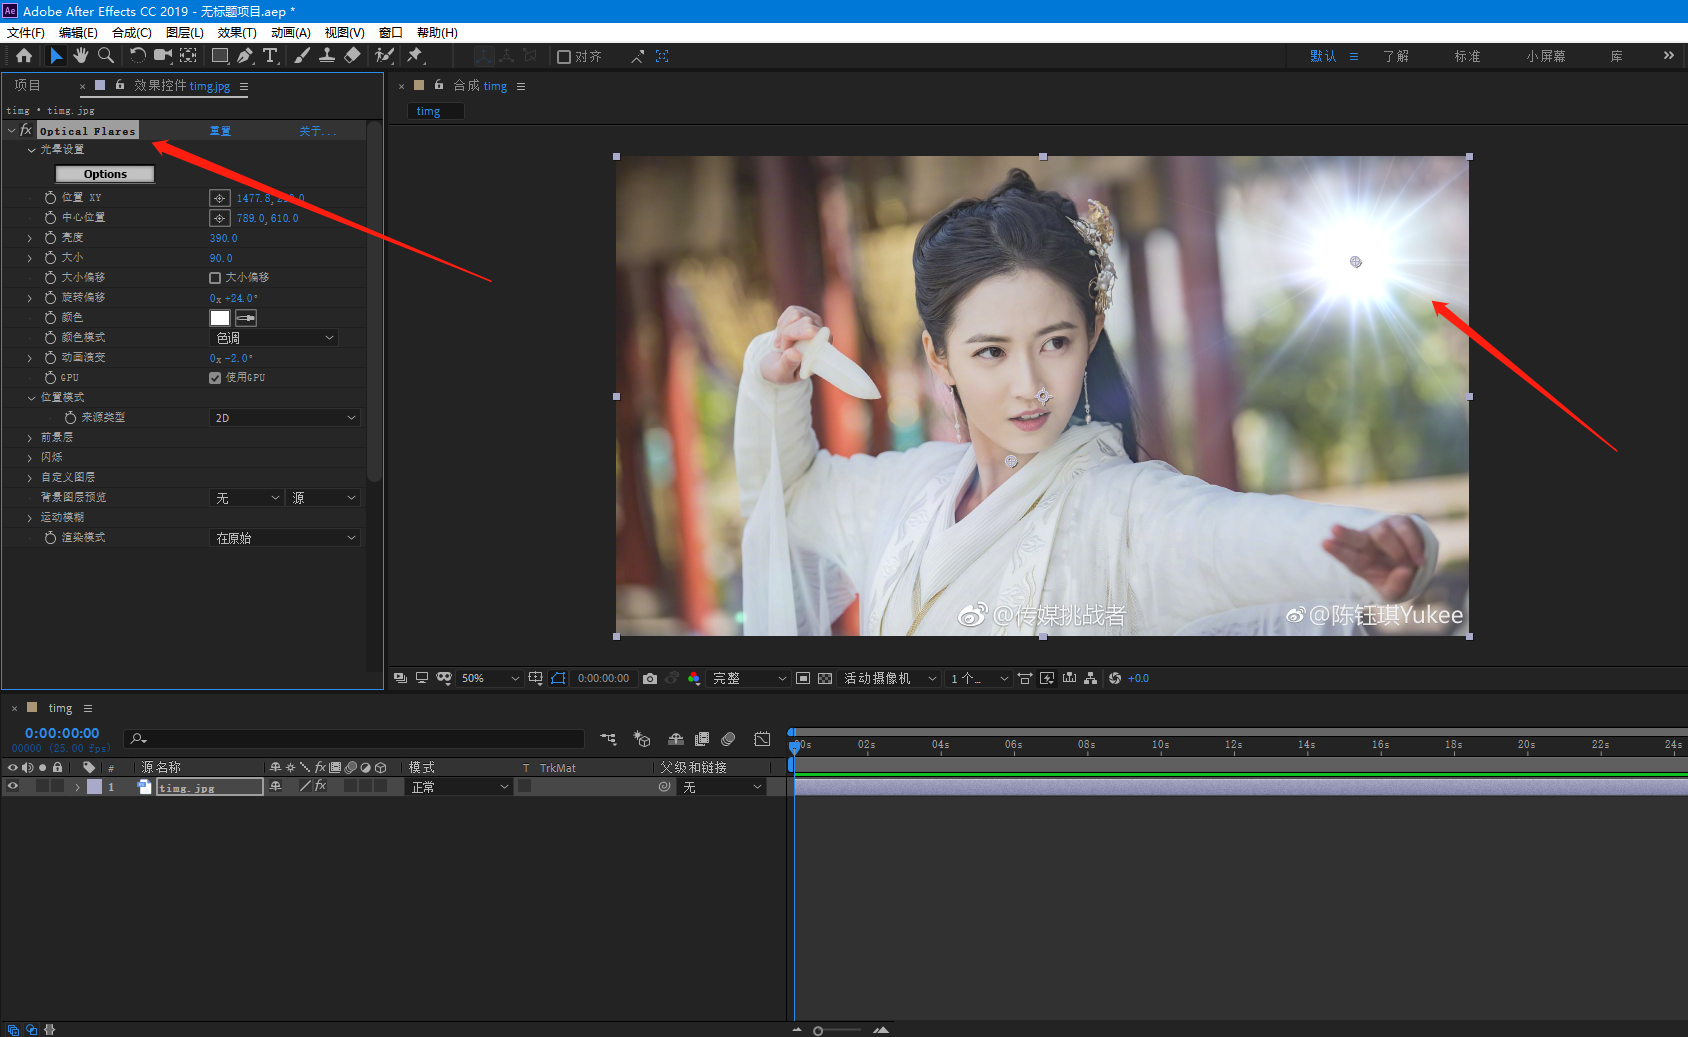 Ae Adobe After Effects CC 2019 - 无标题项目.aep *
文件(F) 编辑(E) 合成(C) 图层(L) 效果(T) 动画(A) 视图(V) 窗口 帮助(H)
对齐 默认 了解 标准 小屏幕 库
项目 效果控件 timg.jpg
timg • timg.jpg
fx Optical Flares 重置 关于...
光晕设置
Options
位置 XY 1477.8,
中心位置 789.0,610.0
亮度 390.0
大小 90.0
大小偏移 大小偏移
旋转偏移 0x +24.0°
颜色
颜色模式 色调
动画演变 0x -2.0°
GPU 使用GPU
位置模式
来源类型 2D
前景层
闪烁
自定义图层
背景图层预览 无 源
运动模糊
渲染模式 在原始
合成 timg
timg
@传媒挑战者
@陈钰琪Yukee
50% 0:00:00:00 完整 活动摄像机 1个... +0.0
timg
0:00:00:00
00000 (25.00 fps)
# 源名称 fx 模式 T TrkMat 父级和链接
1 timg.jpg fx 正常 无
00s 02s 04s 06s 08s 10s 12s 14s 16s 18s 20s 22s 24s